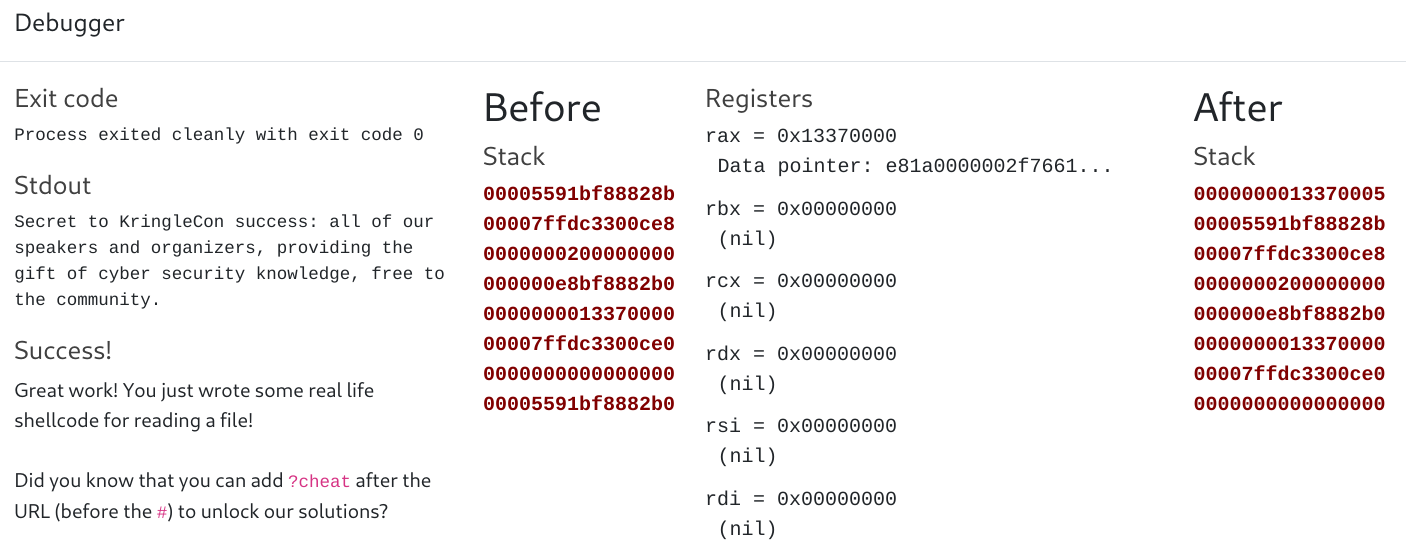 Debugger
Exit code
Process exited cleanly with exit code 0
Stdout
Secret to KringleCon success: all of our
speakers and organizers, providing the
gift of cyber security knowledge, free to
the community.
Success!
Great work! You just wrote some real life
shellcode for reading a file!
Did you know that you can add ?cheat after the
URL (before the #) to unlock our solutions?
Before
Stack
00005591bf88828b
00007ffdc3300ce8
0000000200000000
000000e8bf8882b0
0000000013370000
00007ffdc3300ce0
0000000000000000
00005591bf8882b0
Registers
rax = 0x13370000
Data pointer: e81a0000002f7661...
rbx = 0x00000000
(nil)
rcx = 0x00000000
(nil)
rdx = 0x00000000
(nil)
rsi = 0x00000000
(nil)
rdi = 0x00000000
(nil)
After
Stack
0000000013370005
00005591bf88828b
00007ffdc3300ce8
0000000200000000
000000e8bf8882b0
0000000013370000
00007ffdc3300ce0
0000000000000000